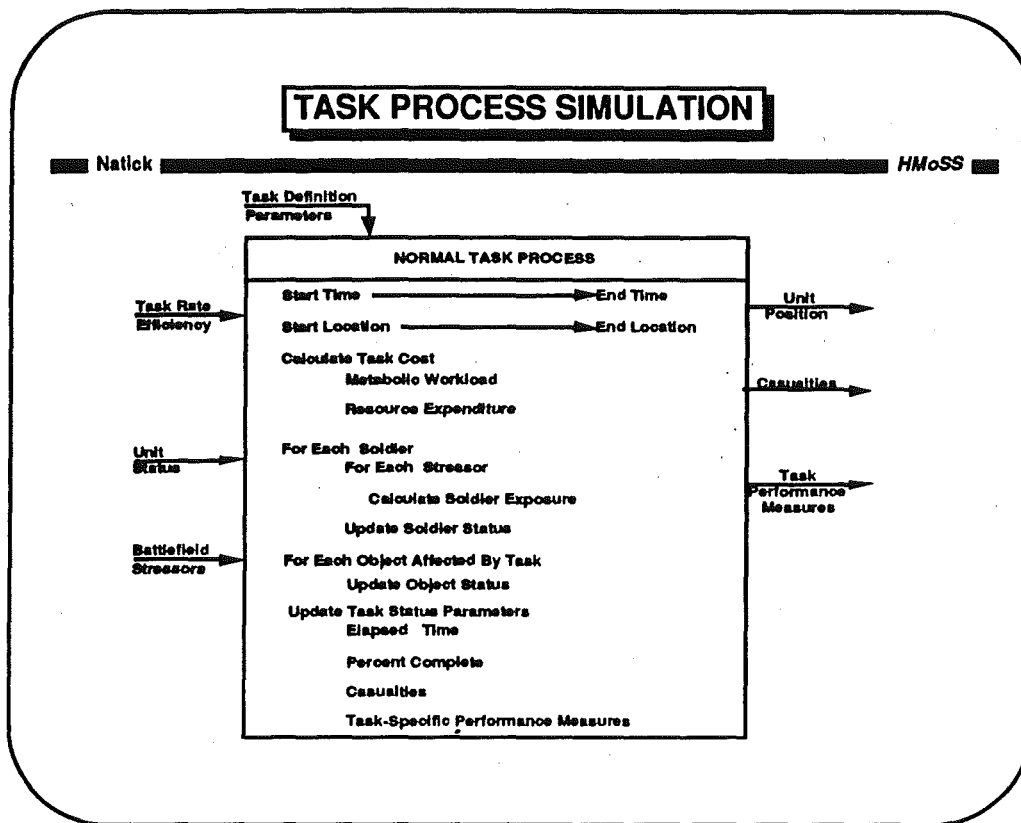 TASK PROCESS SIMULATION
Natick
HMoSS
Task Definition
Parameters
NORMAL TASK PROCESS
Task Rate
Efficiency
Unit
Status
Battlefield
Stressors
Start Time
End Time
Start Location
End Location
Calculate Task Cost
Metabolic Workload
Resource Expenditure
For Each Soldier
For Each Stressor
Calculate Soldier Exposure
Update Soldier Status
For Each Object Affected By Task
Update Object Status
Update Task Status Parameters
Elapsed Time
Percent Complete
Casualties
Task-Specific Performance Measures
Unit
Position
Casualties
Task
Performance
Measures